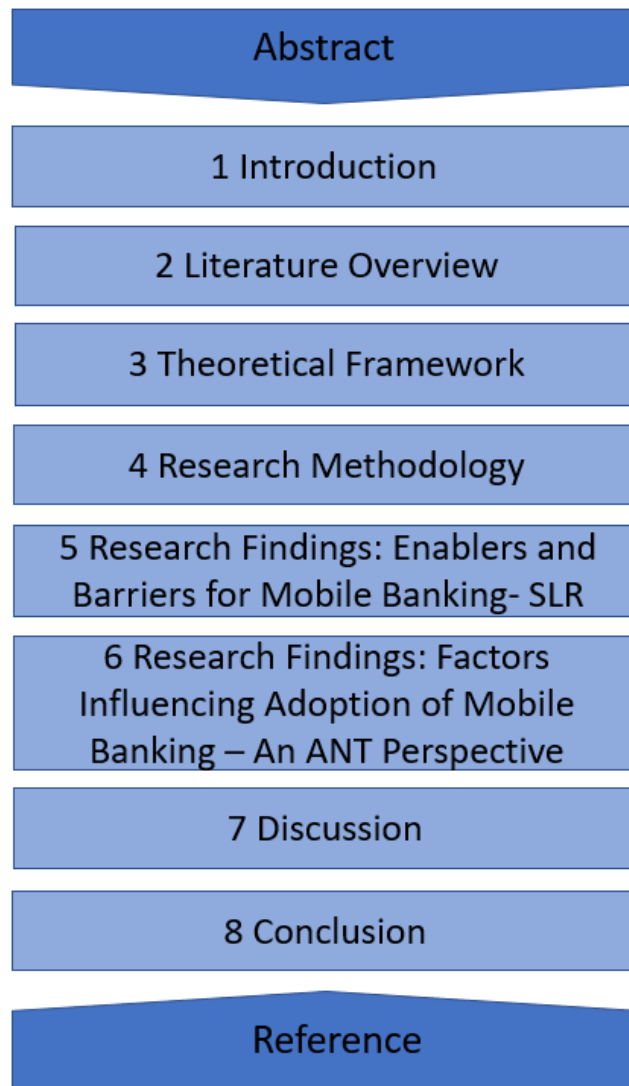 Abstract
1 Introduction
2 Literature Overview
3 Theoretical Framework
4 Research Methodology
5 Research Findings: Enablers and
Barriers for Mobile Banking- SLR
6 Research Findings: Factors
Influencing Adoption of Mobile
Banking – An ANT Perspective
7 Discussion
8 Conclusion
Reference